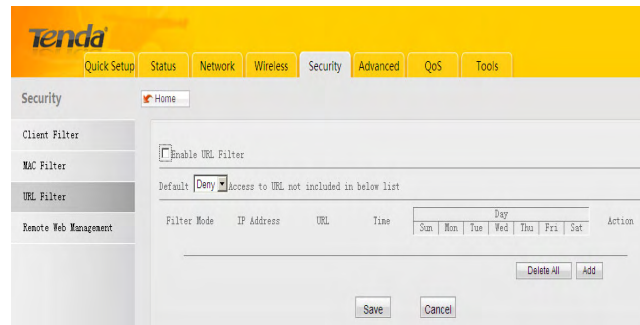 Tenda
Quick Setup Status Network Wireless Security Advanced QoS Tools
Security
Home
Client Filter
MAC Filter
URL Filter
Remote Web Management
Enable URL Filter
Default Deny Access to URL not included in below list
Filter Mode IP Address URL Time Day Action
Sun Mon Tue Wed Thu Fri Sat
Delete All Add
Save Cancel